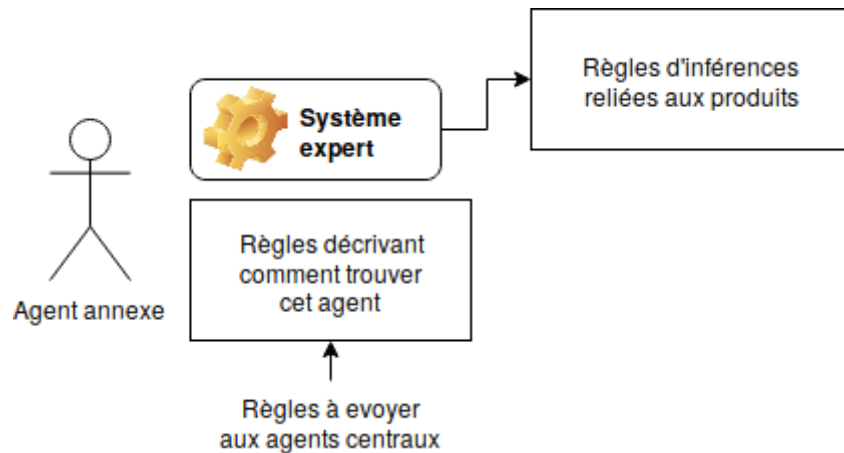 Règles d'inférences
reliées aux produits
Système
expert
Règles décrivant
comment trouver
cet agent
Agent annexe
Règles à evoyer
aux agents centraux